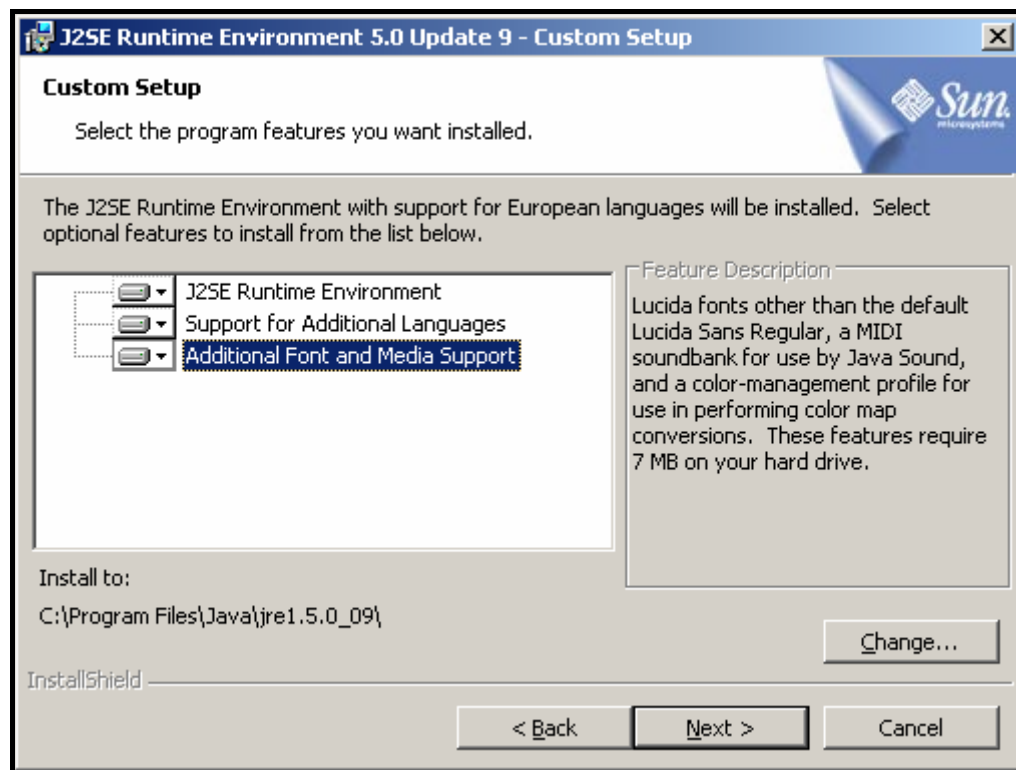 J2SE Runtime Environment 5.0 Update 9 - Custom Setup
Custom Setup
Select the program features you want installed.
Sun
microsystems
The J2SE Runtime Environment with support for European languages will be installed. Select
optional features to install from the list below.
J2SE Runtime Environment
Support for Additional Languages
Additional Font and Media Support
Feature Description
Lucida fonts other than the default
Lucida Sans Regular, a MIDI
soundbank for use by Java Sound,
and a color-management profile for
use in performing color map
conversions. These features require
7 MB on your hard drive.
Install to:
C:\Program Files\Java\jre1.5.0_09\
Change...
InstallShield
< Back
Next >
Cancel